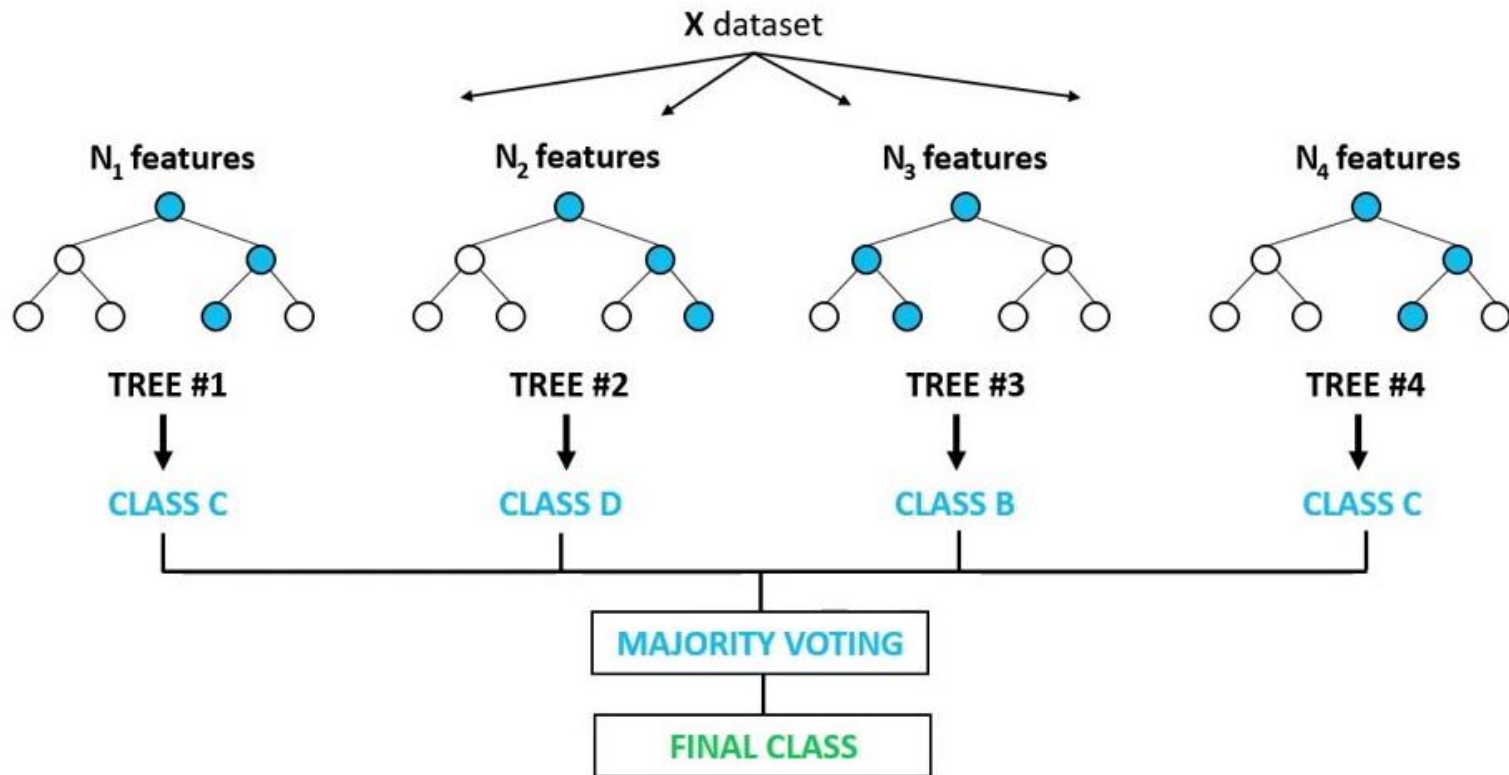 X dataset
N₁ features N₂ features N₃ features N₄ features
TREE #1 TREE #2 TREE #3 TREE #4
CLASS C CLASS D CLASS B CLASS C
MAJORITY VOTING
FINAL CLASS